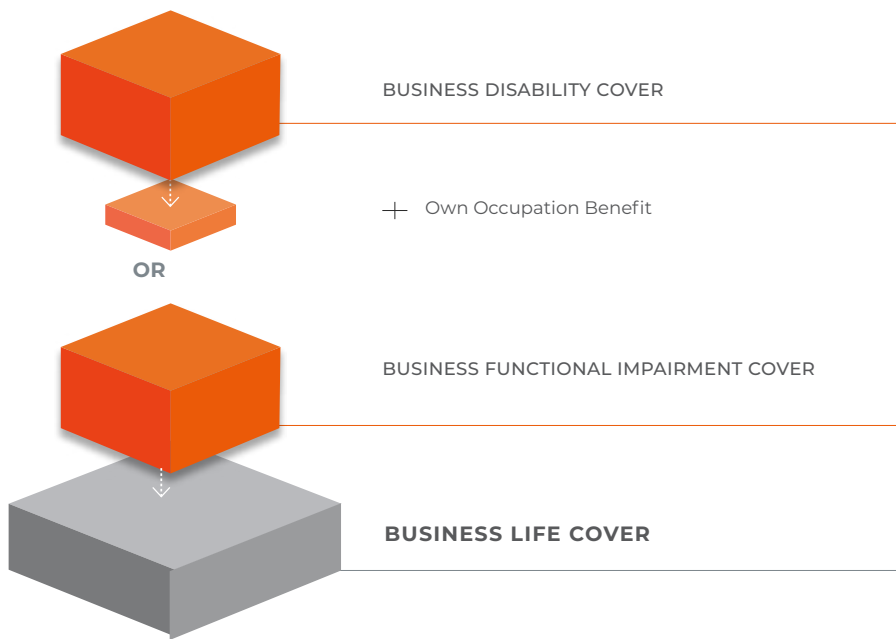 BUSINESS DISABILITY COVER
+ Own Occupation Benefit
OR
BUSINESS FUNCTIONAL IMPAIRMENT COVER
BUSINESS LIFE COVER